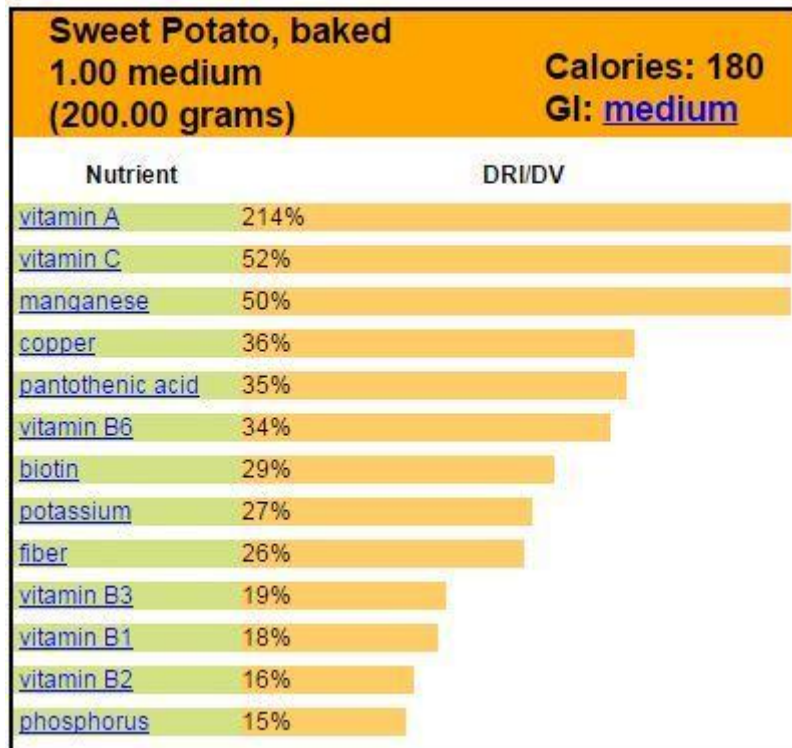 Sweet Potato, baked
1.00 medium
(200.00 grams)
Calories: 180
GI: medium
Nutrient DRI/DV
vitamin A 214%
vitamin C 52%
manganese 50%
copper 36%
pantothenic acid 35%
vitamin B6 34%
biotin 29%
potassium 27%
fiber 26%
vitamin B3 19%
vitamin B1 18%
vitamin B2 16%
phosphorus 15%